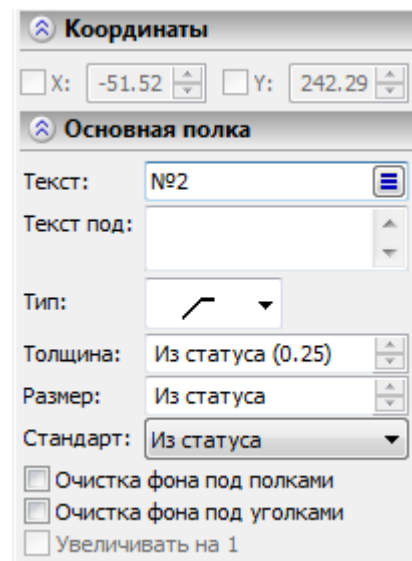 Координаты
X: -51.52 Y: 242.29
Основная полка
Текст: №2
Текст под:
Тип:
Толщина: Из статуса (0.25)
Размер: Из статуса
Стандарт: Из статуса
Очистка фона под полками
Очистка фона под уголками
Увеличивать на 1